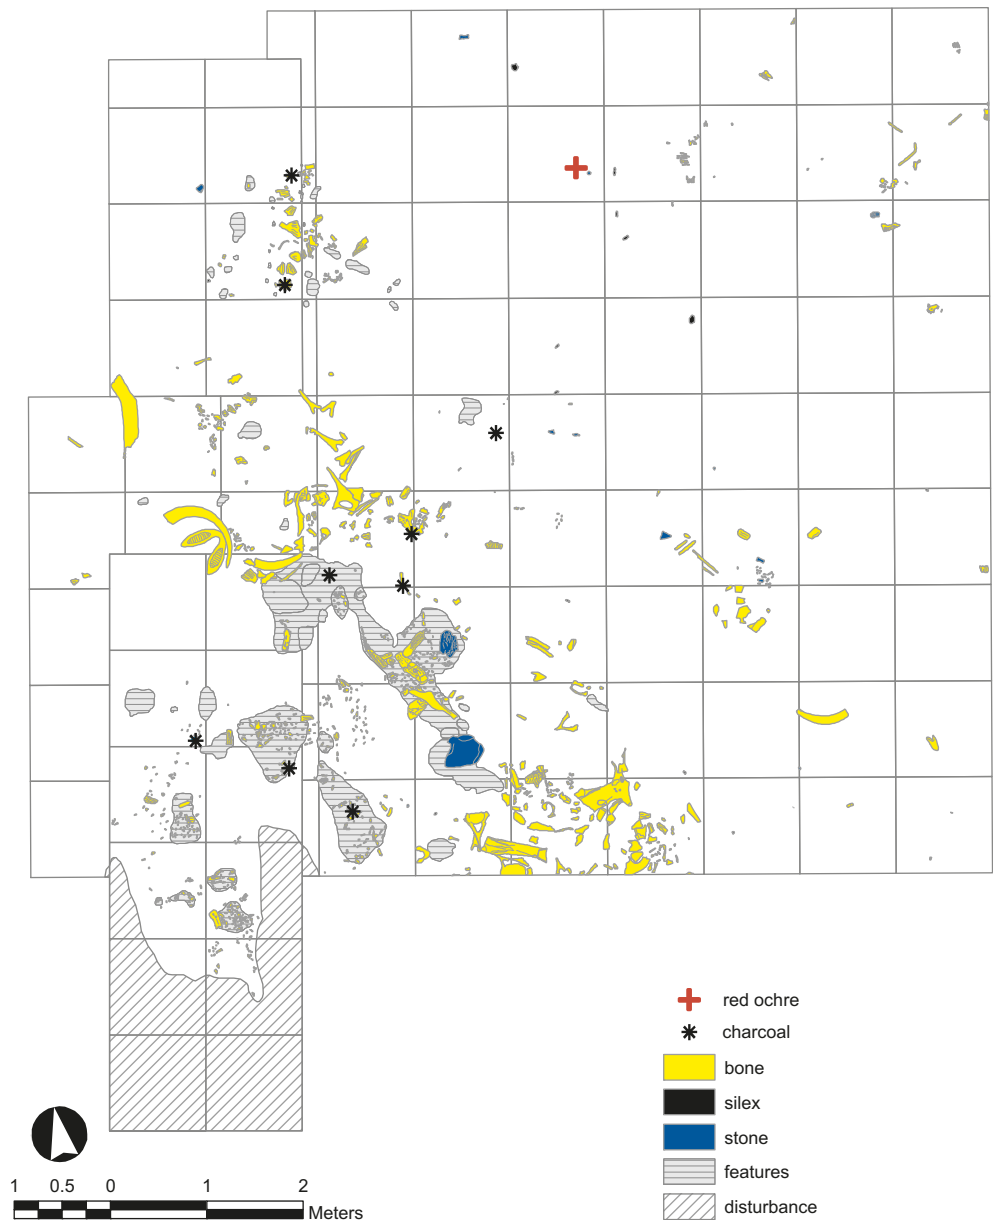 red ochre
charcoal
bone
silex
stone
features
disturbance
1 0.5 0 1 2
Meters